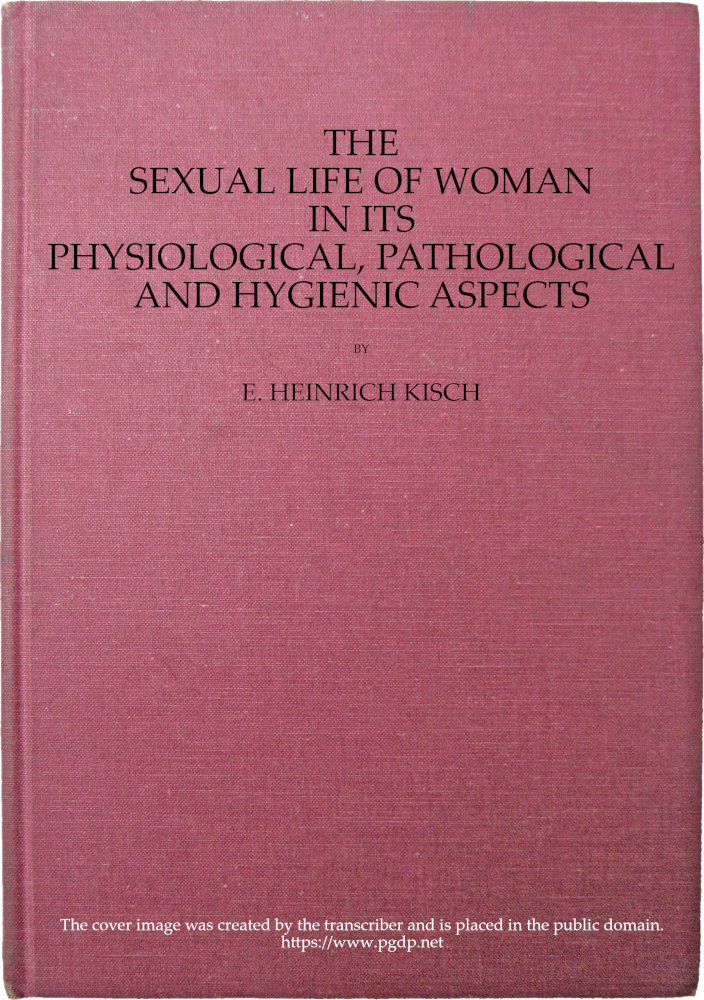 THE
SEXUAL LIFE OF WOMAN
IN ITS
PHYSIOLOGICAL, PATHOLOGICAL
AND HYGIENIC ASPECTS
BY
E. HEINRICH KISCH
The cover image was created by the transcriber and is placed in the public domain.
https://www.pgdp.net